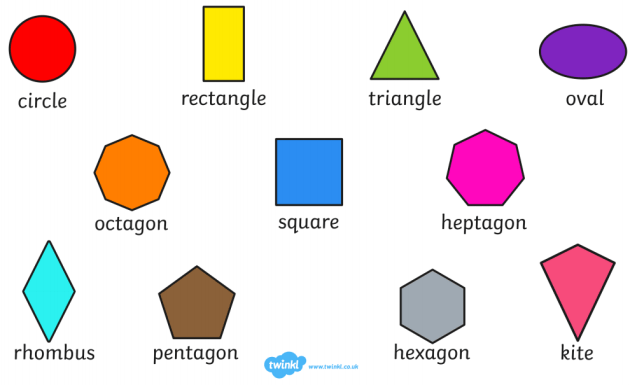 circle
rectangle
triangle
oval
octagon
square
heptagon
rhombus
pentagon
hexagon
kite
twinkl
www.twinkl.co.uk